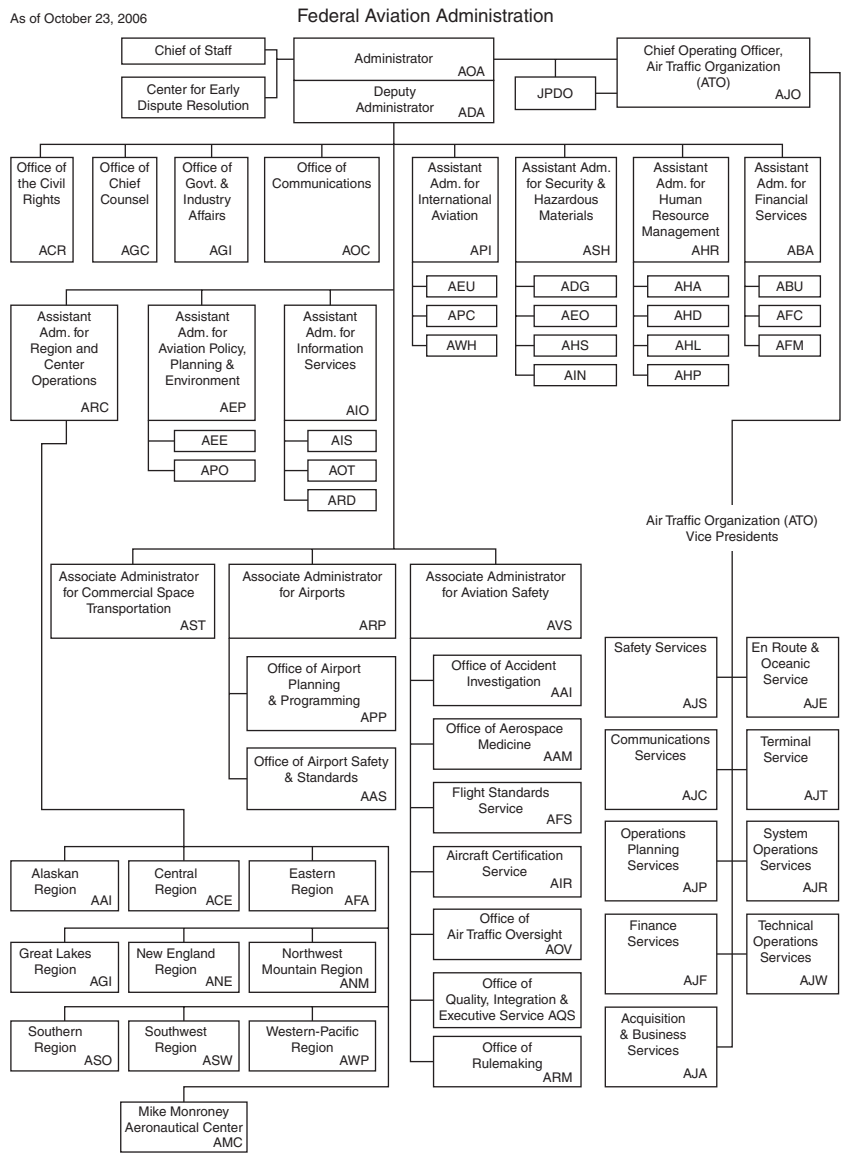 As of October 23, 2006
Federal Aviation Administration
Chief of Staff
Center for Early
Dispute Resolution
Administrator
AOA
Deputy
Administrator
ADA
JPDO
Chief Operating Officer,
Air Traffic Organization
(ATO)
AJO
Office of
the Civil
Rights
ACR
Office of
Chief
Counsel
AGC
Office of
Govt. &
Industry
Affairs
AGI
Office of
Communications
AOC
Assistant
Adm. for
International
Aviation
API
AEU
APC
AWH
Assistant Adm.
for Security &
Hazardous
Materials
ASH
ADG
AEO
AHS
AIN
Assistant
Adm. for
Human
Resource
Management
AHR
AHA
AHD
AHL
AHP
Assistant
Adm. for
Financial
Services
ABA
ABU
AFC
AFM
Assistant
Adm. for
Region and
Center
Operations
ARC
Assistant
Adm. for
Aviation Policy,
Planning &
Environment
AEP
AEE
APO
Assistant
Adm. for
Information
Services
AIO
AIS
AOT
ARD
Air Traffic Organization (ATO)
Vice Presidents
Associate Administrator
for Commercial Space
Transportation
AST
Associate Administrator
for Airports
ARP
Office of Airport
Planning
& Programming
APP
Office of Airport Safety
& Standards
AAS
Associate Administrator
for Aviation Safety
AVS
Office of Accident
Investigation
AAI
Office of Aerospace
Medicine
AAM
Flight Standards
Service
AFS
Aircraft Certification
Service
AIR
Office of
Air Traffic Oversight
AOV
Office of
Quality, Integration &
Executive Service AQS
Office of
Rulemaking
ARM
Safety Services
AJS
En Route &
Oceanic
Service
AJE
Communications
Services
AJC
Terminal
Service
AJT
Operations
Planning
Services
AJP
System
Operations
Services
AJR
Finance
Services
AJF
Technical
Operations
Services
AJW
Acquisition
& Business
Services
AJA
Alaskan
Region
AAI
Central
Region
ACE
Eastern
Region
AFA
Great Lakes
Region
AGI
New England
Region
ANE
Northwest
Mountain Region
ANM
Southern
Region
ASO
Southwest
Region
ASW
Western-Pacific
Region
AWP
Mike Monroney
Aeronautical Center
AMC